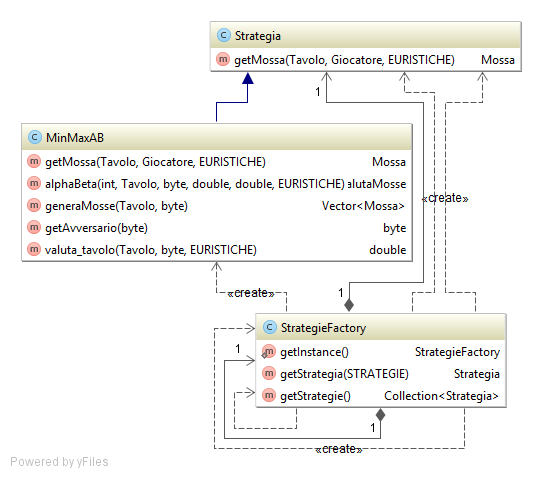 C Strategia
m getMossa(Tavolo, Giocatore, EURISTICHE) Mossa
1
C MinMaxAB
m getMossa(Tavolo, Giocatore, EURISTICHE) Mossa
m alphaBeta(int, Tavolo, byte, double, double, EURISTICHE) alutaMosse
m generaMosse(Tavolo, byte) Vector<Mossa>
m getAvversario(byte) byte
m valuta_tavolo(Tavolo, byte, EURISTICHE) double
«create»
«create»
1
C StrategieFactory
1
m getInstance() StrategieFactory
m getStrategia(STRATEGIE) Strategia
m getStrategie() Collection<Strategia>
1
«create»
Powered by yFiles